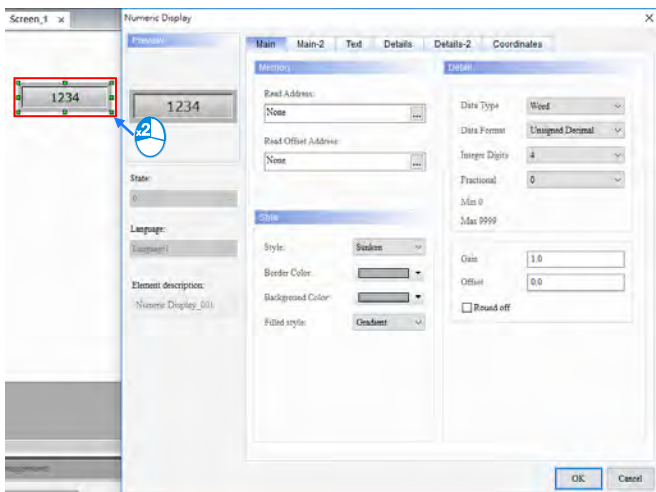 Screen_1 x
Numeric Display
Preview
Main Main-2 Text Details Details-2 Coordinates
1234
1234
x2
Memory
Read Address:
None
...
Read Offset Address:
None
...
Detail
Data Type Word
Data Format Unsigned Decimal
Integer Digits 4
Fractional 0
Min 0
Max 9999
State:
0
Language:
Language1
Element description:
Numeric Display_001
Style
Style: Sunken
Border Color:
Background Color:
Filled style: Gradient
Gain 1.0
Offset 0.0
Round off
OK Cancel